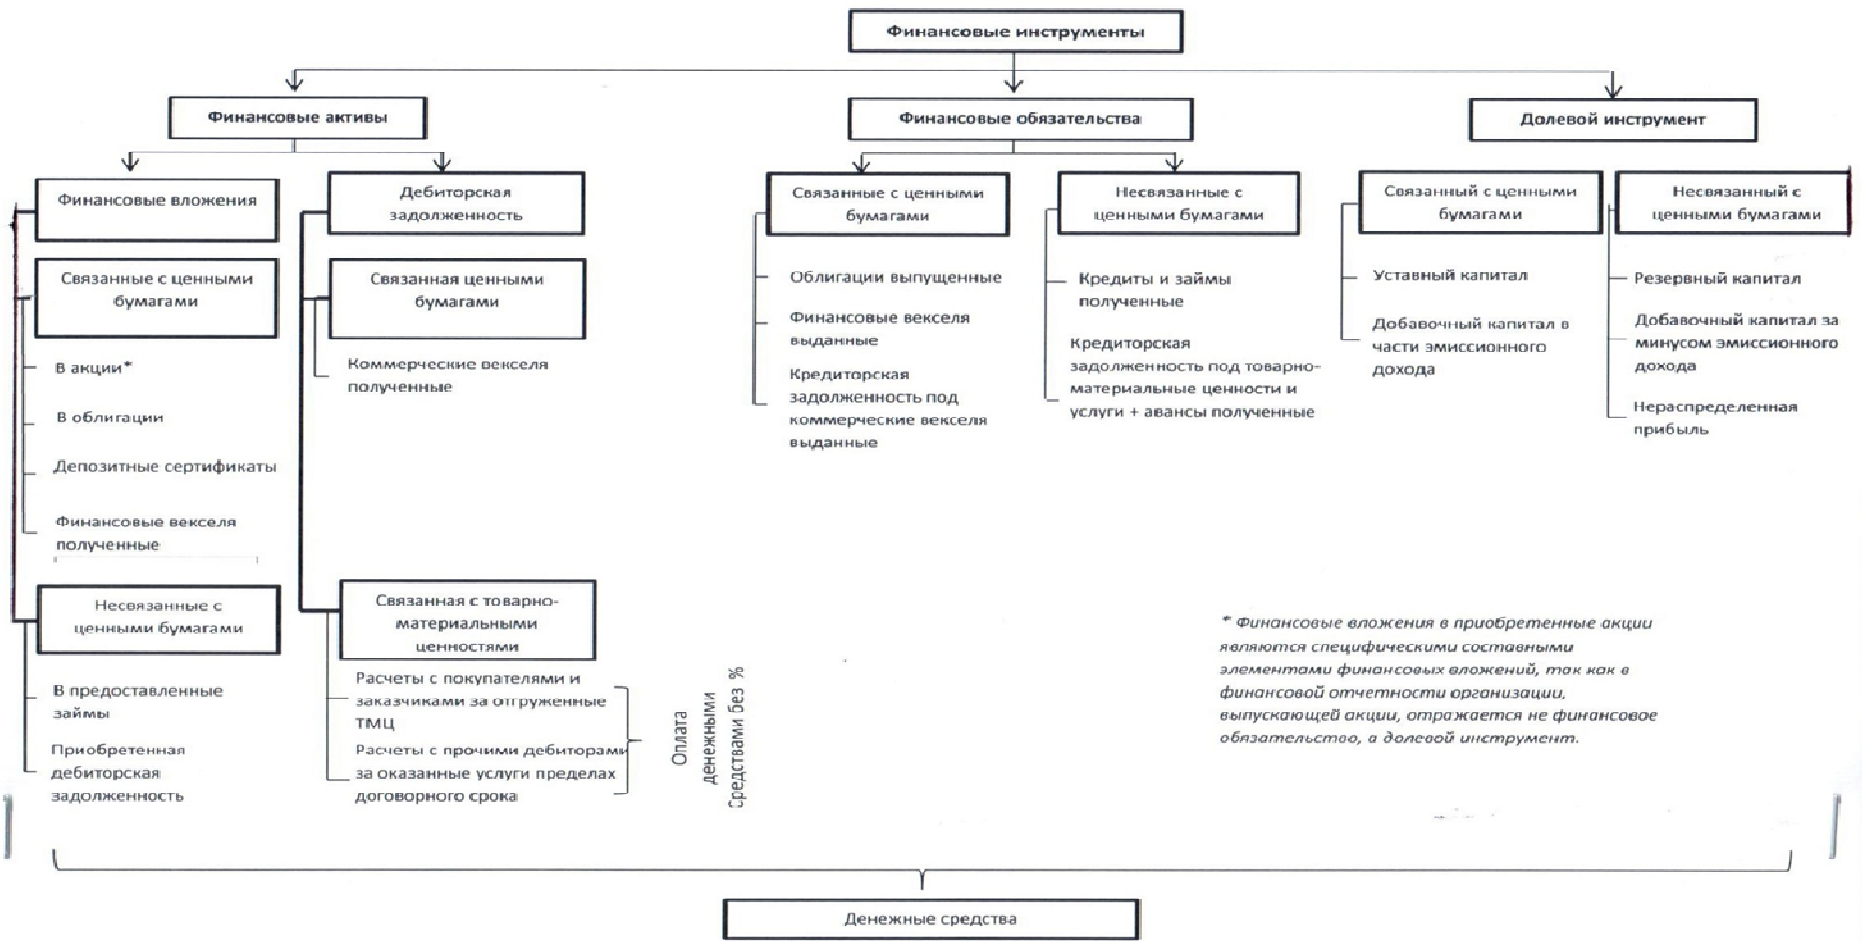 Финансовые инструменты
Финансовые активы
Финансовые обязательства
Долевой инструмент
Финансовые вложения
Связанные с ценными
бумагами
В акции*
В облигации
Депозитные сертификаты
Финансовые векселя
полученные
Несвязанные с
ценными бумагами
В предоставленные
займы
Приобретенная
дебиторская
задолженность
Дебиторская
задолженность
Связанная ценными
бумагами
Коммерческие векселя
полученные
Связанная с товарно-
материальными
ценностями
Расчеты с покупателями и
заказчиками за отгруженные
ТМЦ
Расчеты с прочими дебиторами
за оказанные услуги пределах
договорного срока
Оплата
денежными
средствами без %
Связанные с ценными
бумагами
Облигации выпущенные
Финансовые векселя
выданные
Кредиторская
задолженность под
коммерческие векселя
выданные
Несвязанные с
ценными бумагами
Кредиты и займы
полученные
Кредиторская
задолженность под товарно-
материальные ценности и
услуги + авансы полученные
Связанный с ценными
бумагами
Уставный капитал
Добавочный капитал в
части эмиссионного
дохода
Несвязанный с
ценными бумагами
Резервный капитал
Добавочный капитал за
минусом эмиссионного
дохода
Нераспределенная
прибыль
* Финансовые вложения в приобретенные акции
являются специфическими составными
элементами финансовых вложений, так как в
финансовой отчетности организации,
выпускающей акции, отражается не финансовое
обязательство, а долевой инструмент.
Денежные средства